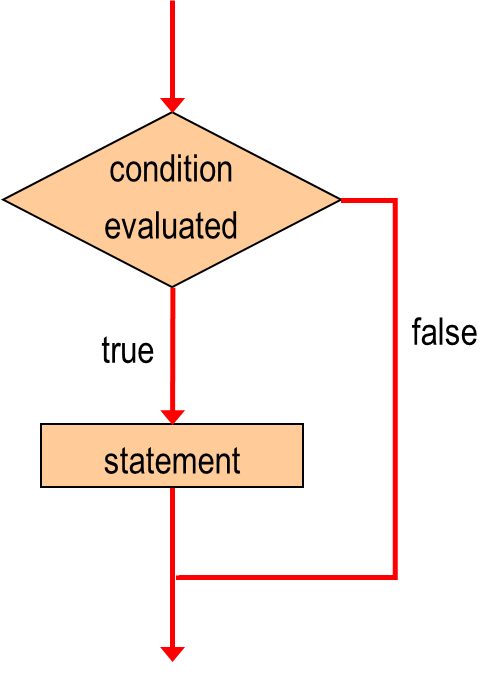 condition
evaluated
true
false
statement